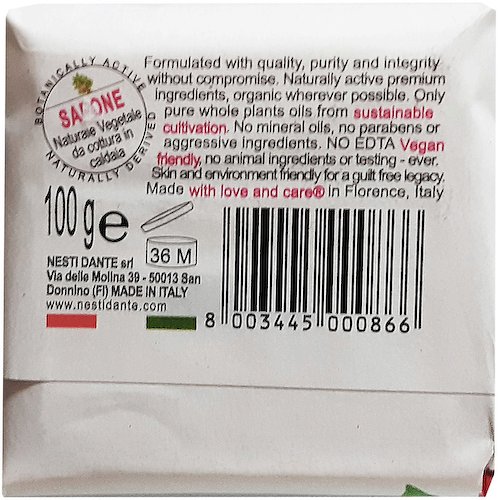 BOTANICALLY ACTIVE
SAPONE
Naturale Vegetale
da cottura in
caldaia
NATURALLY DERIVED
Formulated with quality, purity and integrity
without compromise. Naturally active premium
ingredients, organic wherever possible. Only
pure whole plants oils from sustainable
cultivation. No mineral oils, no parabens or
aggressive ingredients. NO EDTA Vegan
friendly, no animal ingredients or testing - ever.
Skin and environment friendly for a guilt free legacy.
Made with love and care® in Florence, Italy
100 g e
36 M
NESTI DANTE srl
Via delle Molina 39 - 50013 San
Donnino (FI) MADE IN ITALY
www.nestidante.com
8 003445 000866